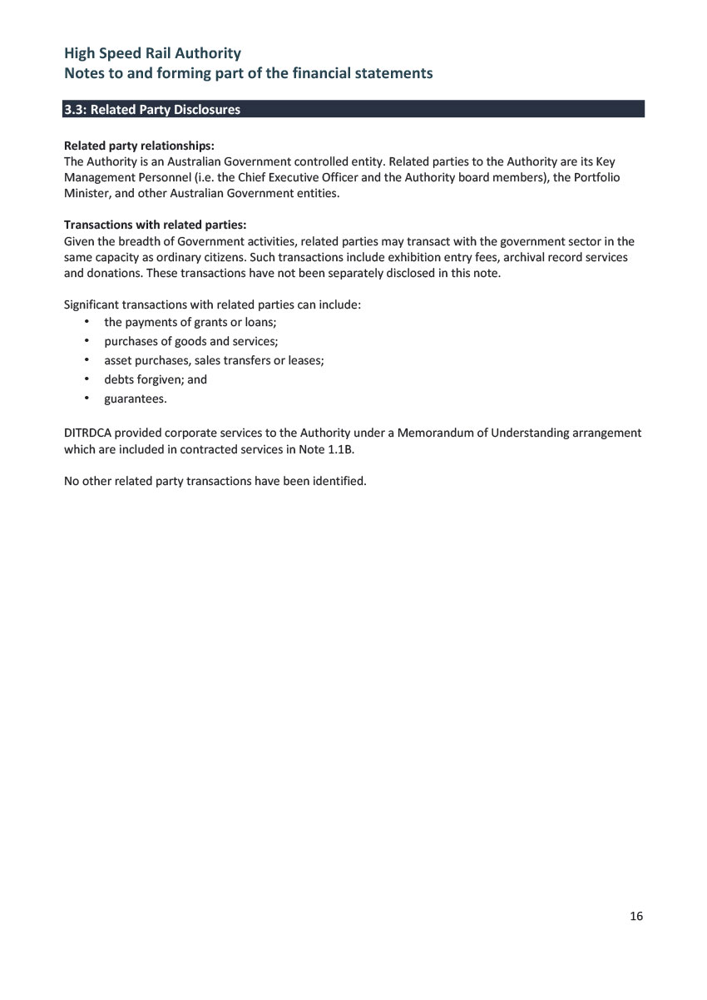 High Speed Rail Authority
Notes to and forming part of the financial statements
3.3: Related Party Disclosures
Related party relationships:
The Authority is an Australian Government controlled entity. Related parties to the Authority are its Key
Management Personnel (i.e. the Chief Executive Officer and the Authority board members), the Portfolio
Minister, and other Australian Government entities.
Transactions with related parties:
Given the breadth of Government activities, related parties may transact with the government sector in the
same capacity as ordinary citizens. Such transactions include exhibition entry fees, archival record services
and donations. These transactions have not been separately disclosed in this note.
Significant transactions with related parties can include:
• the payments of grants or loans;
• purchases of goods and services;
• asset purchases, sales transfers or leases;
• debts forgiven; and
• guarantees.
DITRDCA provided corporate services to the Authority under a Memorandum of Understanding arrangement
which are included in contracted services in Note 1.1B.
No other related party transactions have been identified.
16